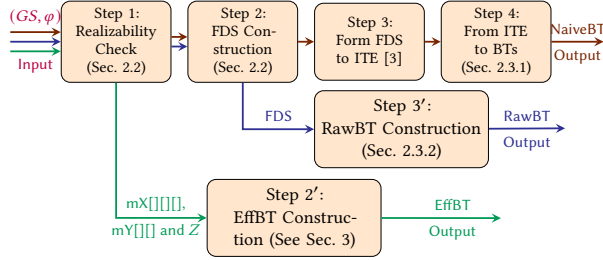 (GS, φ)
Input
Step 1:
Realizability
Check
(Sec. 2.2)
Step 2:
FDS Con-
struction
(Sec. 2.2)
Step 3:
Form FDS
to ITE [3]
Step 4:
From ITE
to BTs
(Sec. 2.3.1)
NaiveBT
Output
FDS
Step 3′:
RawBT Construction
(Sec. 2.3.2)
RawBT
Output
mX[][][],
mY[][] and Z
Step 2′:
EffBT Construc-
tion (See Sec. 3)
EffBT
Output